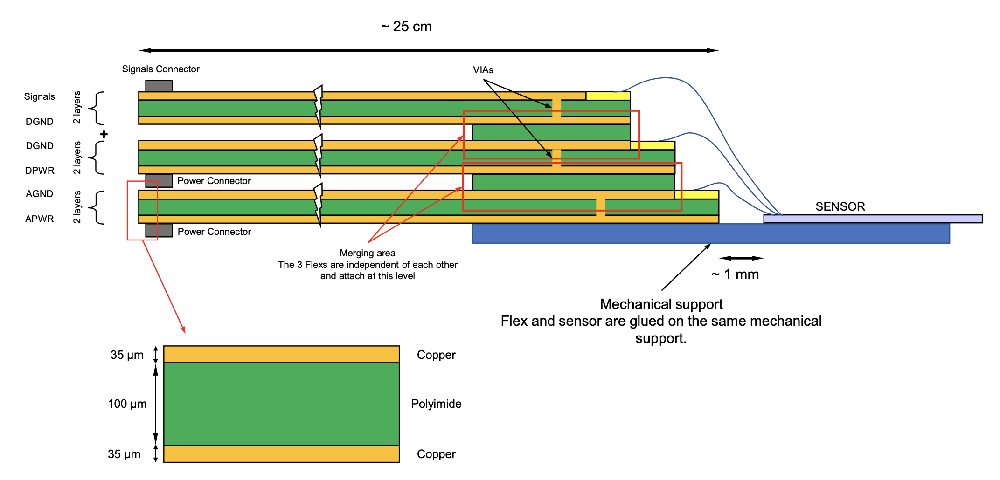 ~ 25 cm
Signals Connector
VIAs
Signals
2 layers
DGND
+
DGND
2 layers
DPWR
Power Connector
AGND
2 layers
APWR
Power Connector
SENSOR
Merging area
The 3 Flexs are independent of each other
and attach at this level
~ 1 mm
Mechanical support
Flex and sensor are glued on the same mechanical
support.
35 µm
Copper
100 µm
Polyimide
35 µm
Copper